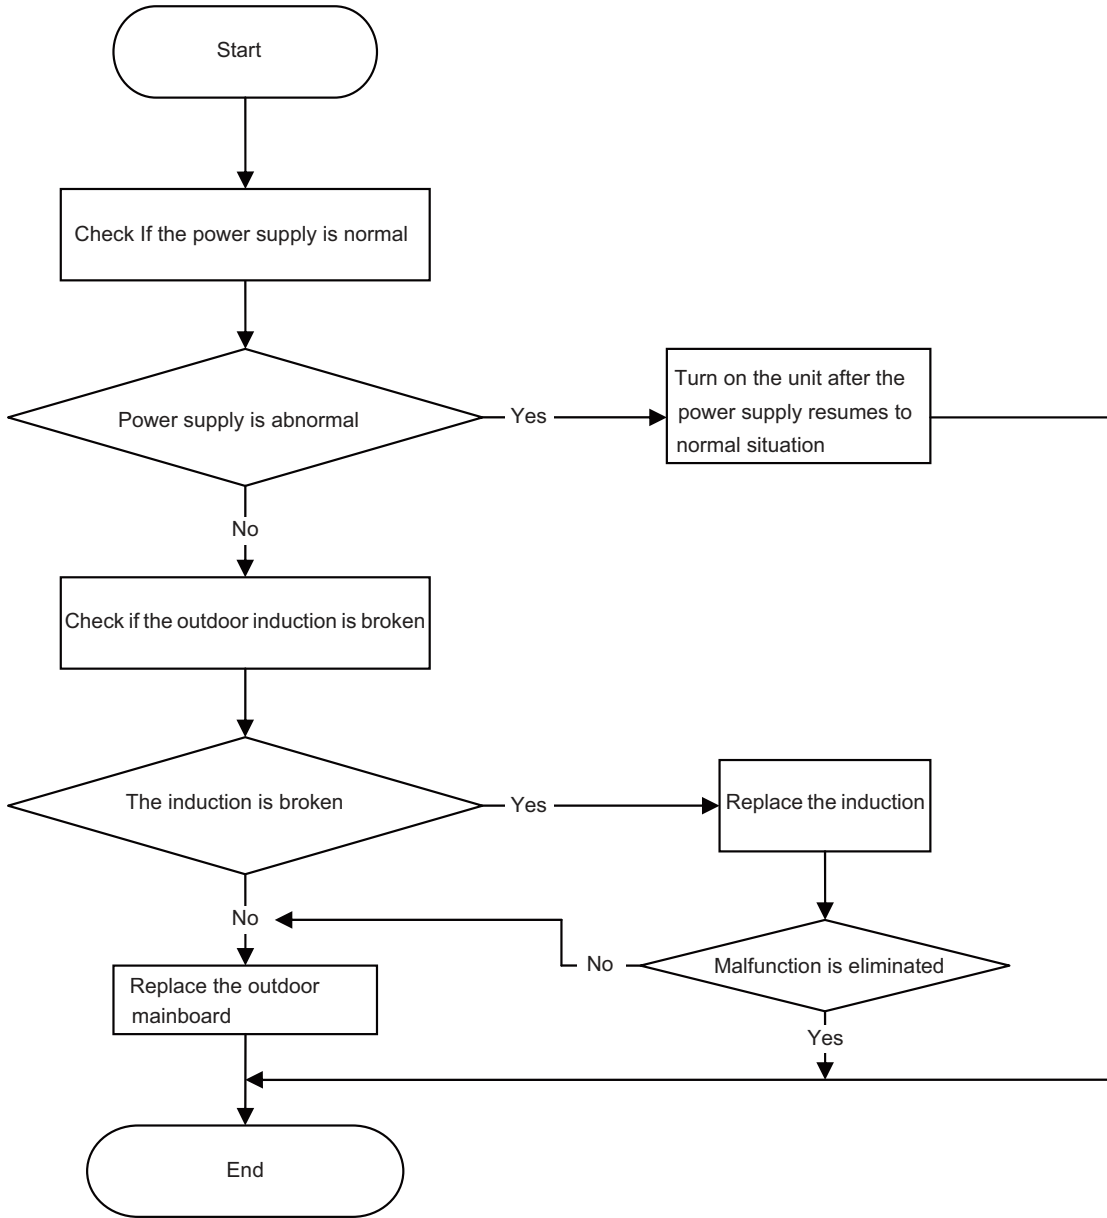 Start
Check If the power supply is normal
Power supply is abnormal
Yes
Turn on the unit after the
power supply resumes to
normal situation
No
Check if the outdoor induction is broken
The induction is broken
Yes
Replace the induction
No
No
Malfunction is eliminated
Replace the outdoor
mainboard
Yes
End